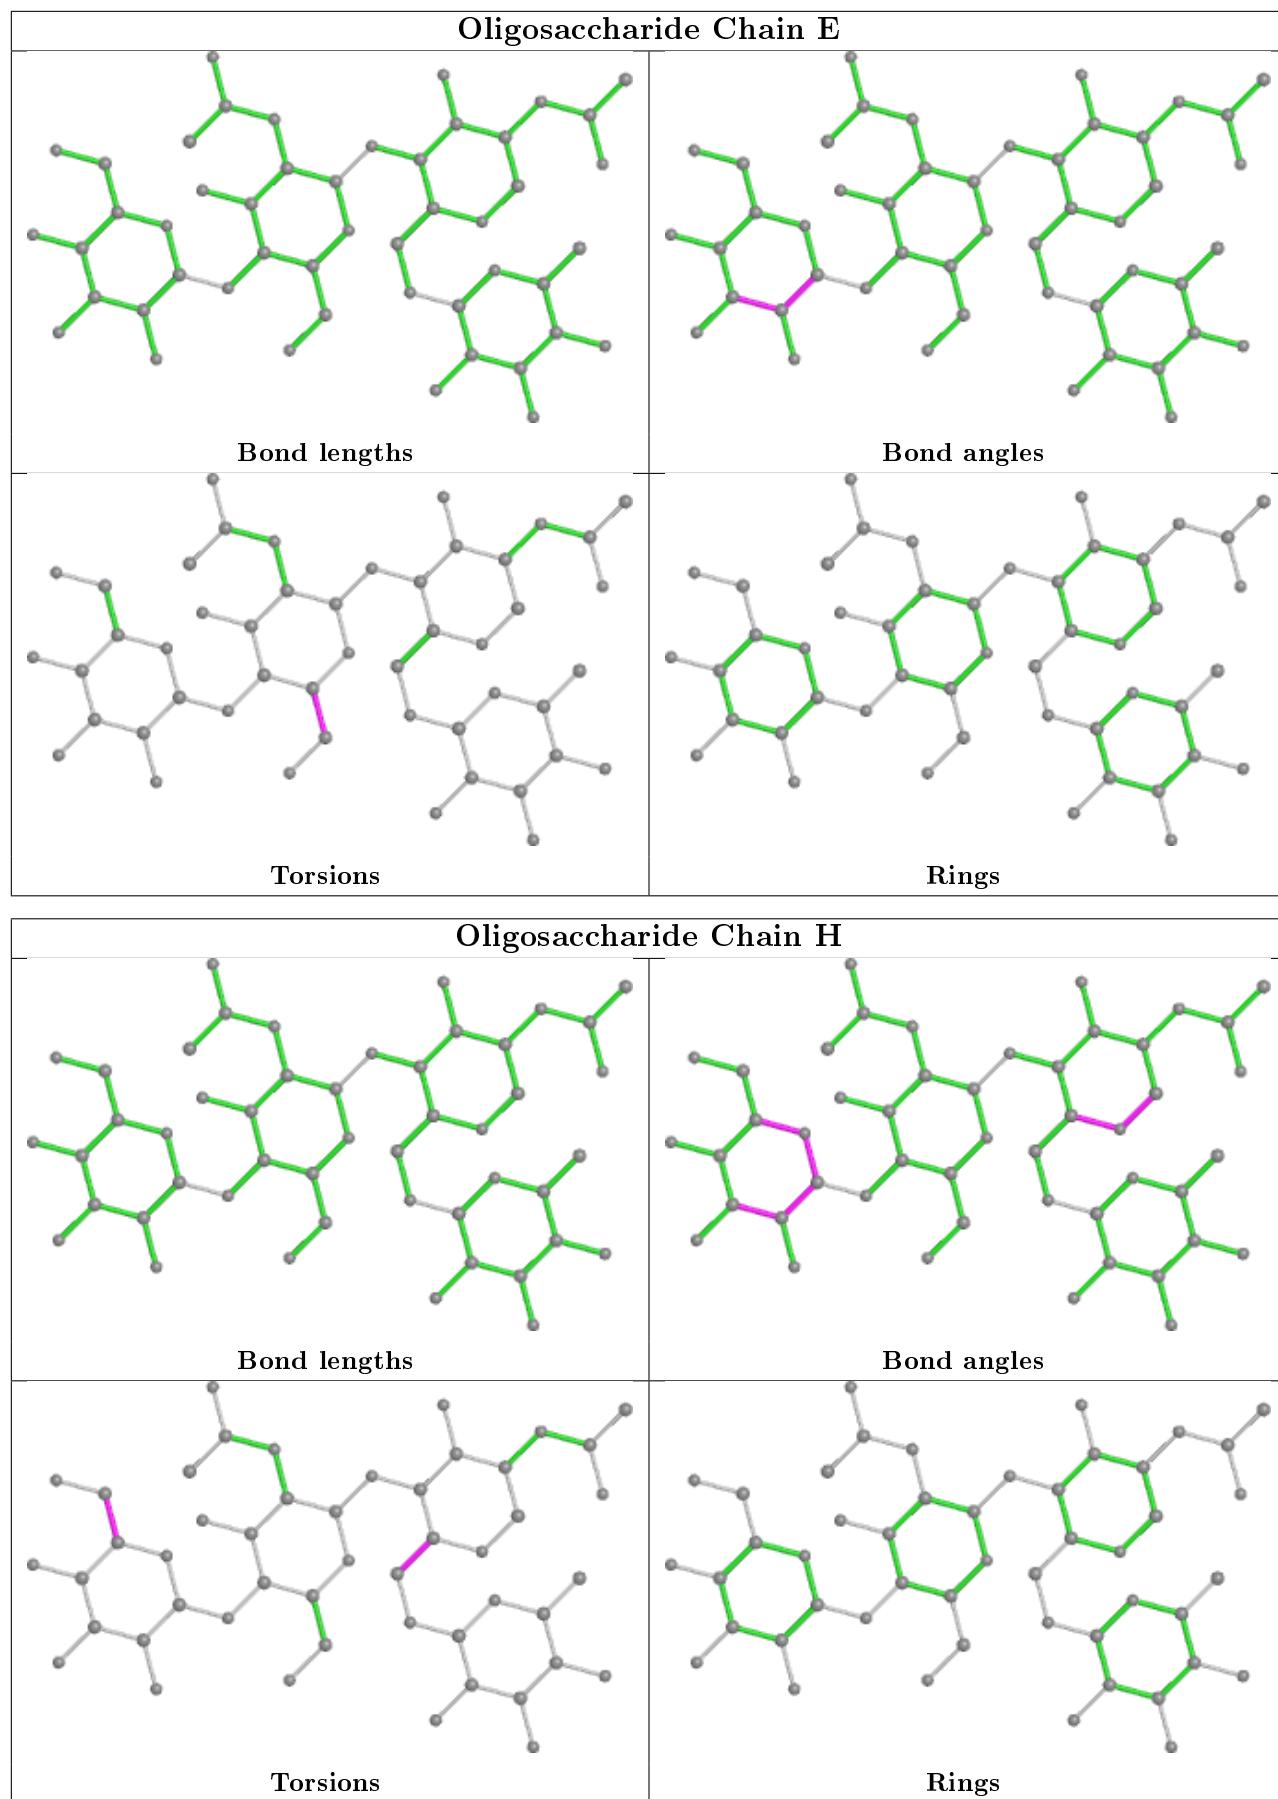 Oligosaccharide Chain E
Bond lengths
Bond angles
Torsions
Rings
Oligosaccharide Chain H
Bond lengths
Bond angles
Torsions
Rings